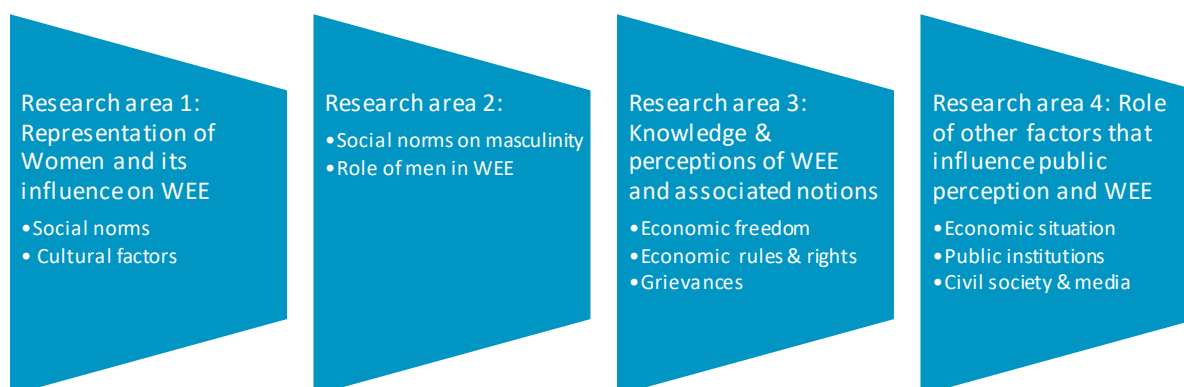 Research area 1:
Representation of
Women and its
influence on WEE
•Social norms
• Cultural factors
Research area 2:
•Social norms on masculinity
•Role of men in WEE
Research area 3:
Knowledge &
perceptions of WEE
and associated notions
•Economic freedom
•Economic rules & rights
•Grievances
Research area 4: Role
of other factors that
influence public
perception and WEE
•Economic situation
•Public institutions
•Civil society & media